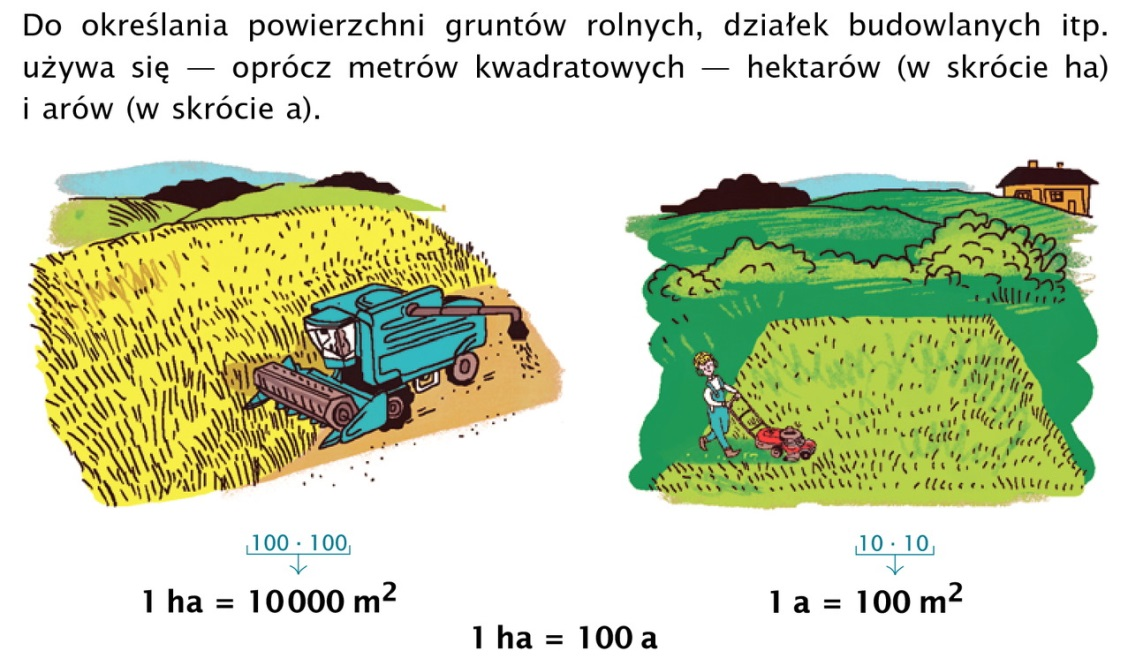 Do określania powierzchni gruntów rolnych, działek budowlanych itp.
używa się — oprócz metrów kwadratowych — hektarów (w skrócie ha)
i arów (w skrócie a).
100 · 100
10 · 10
1 ha = 10000 m²
1 a = 100 m²
1 ha = 100 a